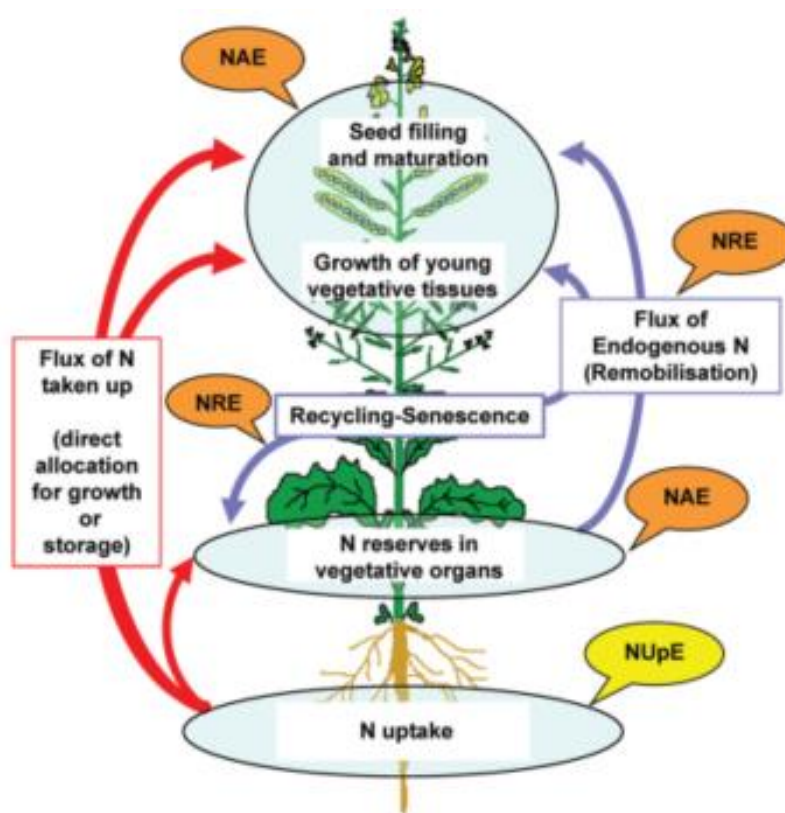 NAE
Seed filling
and maturation
NRE
Growth of young
vegetative tissues
Flux of N
taken up
(direct
allocation
for growth
or
storage)
Flux of
Endogenous N
(Remobilisation)
NRE
Recycling-Senescence
NAE
N reserves in
vegetative organs
NUpE
N uptake